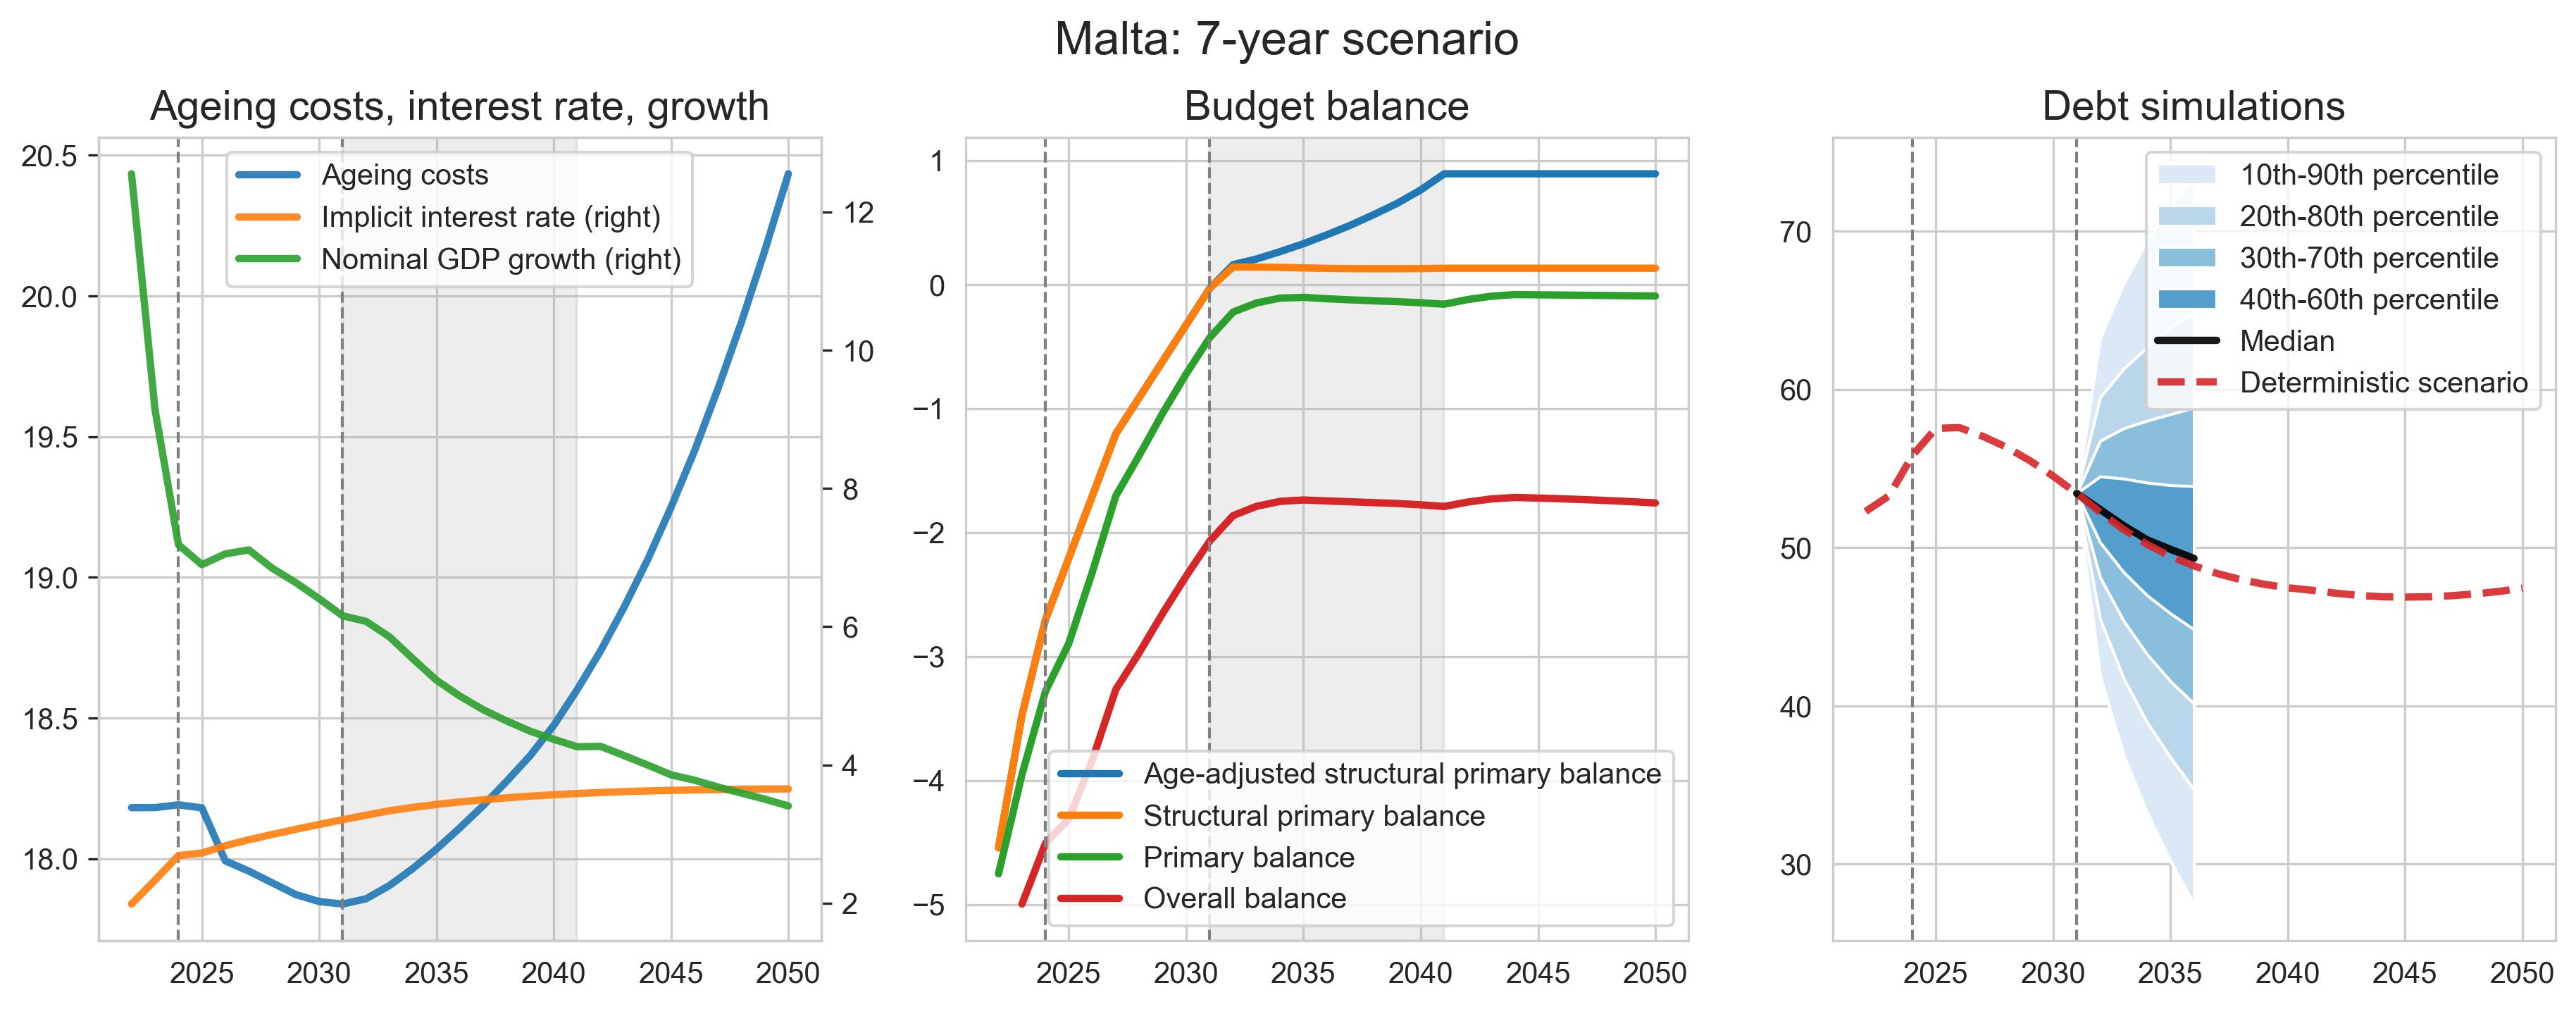 Malta: 7-year scenario
Ageing costs, interest rate, growth
20.5
20.0
19.5
19.0
18.5
18.0
12
10
8
6
4
2
2025 2030 2035 2040 2045 2050
Ageing costs
Implicit interest rate (right)
Nominal GDP growth (right)
Budget balance
1
0
−1
−2
−3
−4
−5
2025 2030 2035 2040 2045 2050
Age-adjusted structural primary balance
Structural primary balance
Primary balance
Overall balance
Debt simulations
70
60
50
40
30
2025 2030 2035 2040 2045 2050
10th-90th percentile
20th-80th percentile
30th-70th percentile
40th-60th percentile
Median
Deterministic scenario